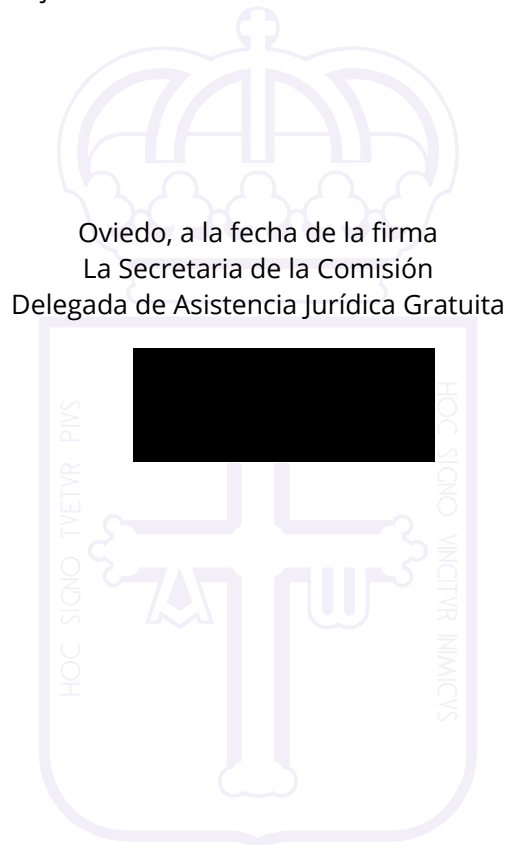 Oviedo, a la fecha de la firma
La Secretaria de la Comisión
Delegada de Asistencia Jurídica Gratuita
HOC SIGNO TVETVR PIVS
HOC SIGNO VINCITVR INIMICVS